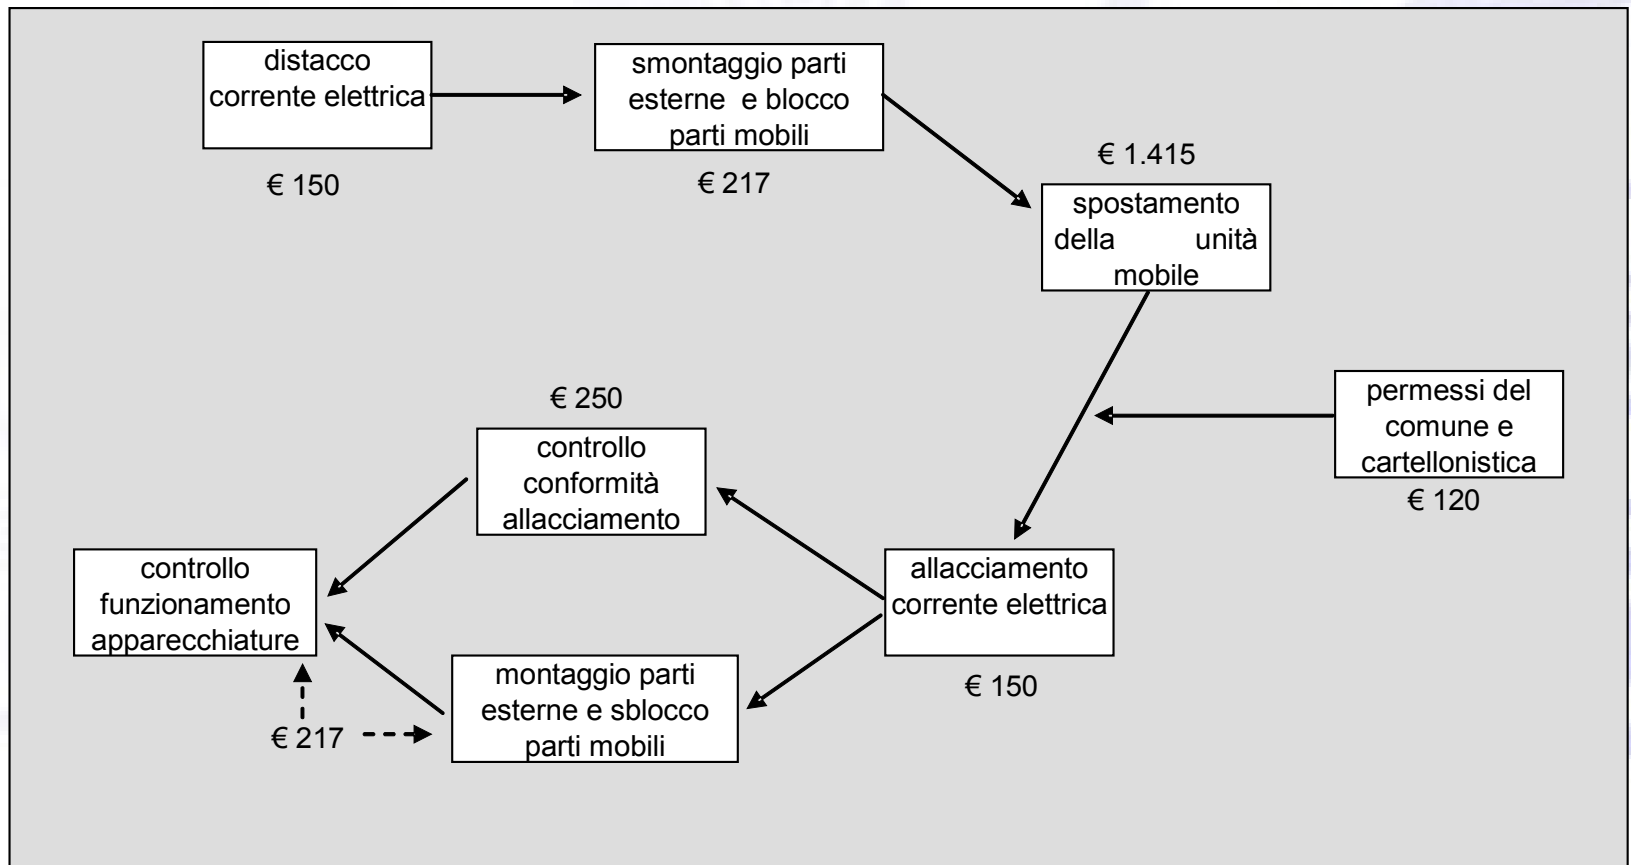 distacco
corrente elettrica
€ 150
smontaggio parti
esterne e blocco
parti mobili
€ 217
€ 1.415
spostamento
della unità
mobile
permessi del
comune e
cartellonistica
€ 120
allacciamento
corrente elettrica
€ 150
€ 250
controllo
conformità
allacciamento
montaggio parti
esterne e sblocco
parti mobili
€ 217
controllo
funzionamento
apparecchiature